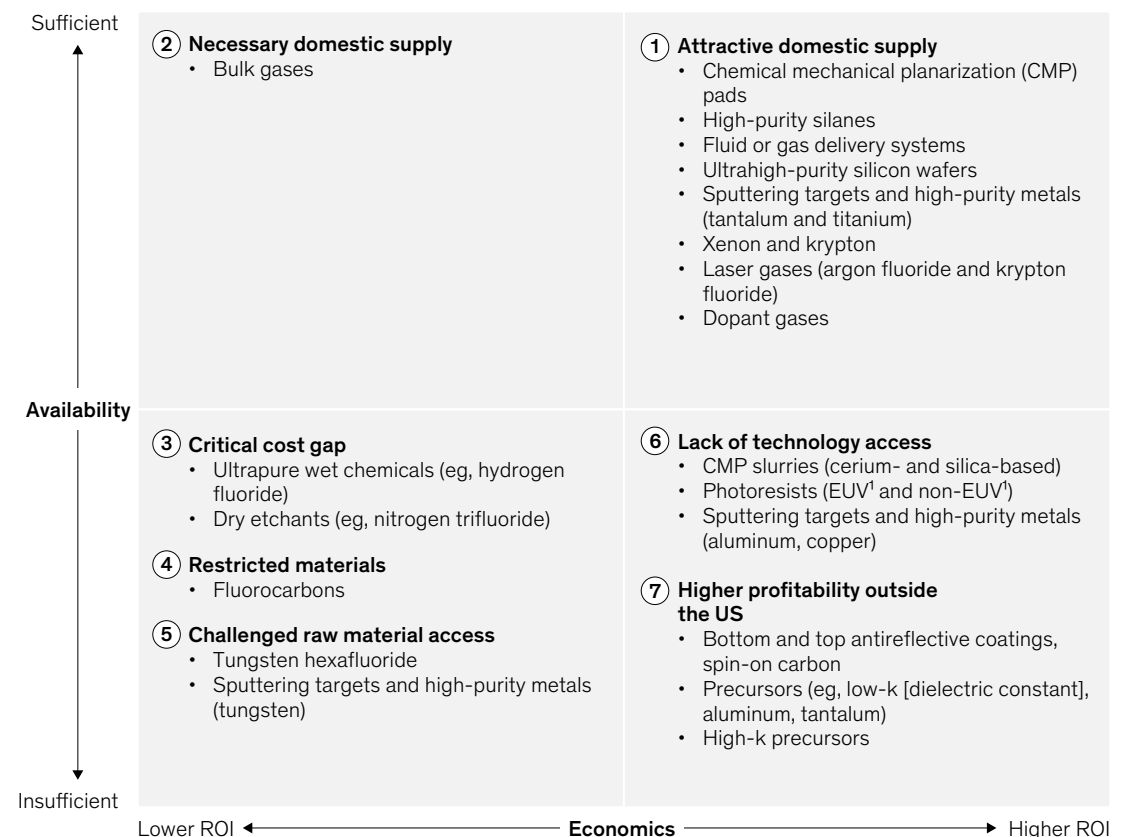 Sufficient
② Necessary domestic supply
• Bulk gases
① Attractive domestic supply
• Chemical mechanical planarization (CMP)
pads
• High-purity silanes
• Fluid or gas delivery systems
• Ultrahigh-purity silicon wafers
• Sputtering targets and high-purity metals
(tantalum and titanium)
• Xenon and krypton
• Laser gases (argon fluoride and krypton
fluoride)
• Dopant gases
Availability
③ Critical cost gap
• Ultrapure wet chemicals (eg, hydrogen
fluoride)
• Dry etchants (eg, nitrogen trifluoride)
④ Restricted materials
• Fluorocarbons
⑤ Challenged raw material access
• Tungsten hexafluoride
• Sputtering targets and high-purity metals
(tungsten)
⑥ Lack of technology access
• CMP slurries (cerium- and silica-based)
• Photoresists (EUV¹ and non-EUV¹)
• Sputtering targets and high-purity metals
(aluminum, copper)
⑦ Higher profitability outside
the US
• Bottom and top antireflective coatings,
spin-on carbon
• Precursors (eg, low-k [dielectric constant],
aluminum, tantalum)
• High-k precursors
Insufficient
Lower ROI Economics Higher ROI